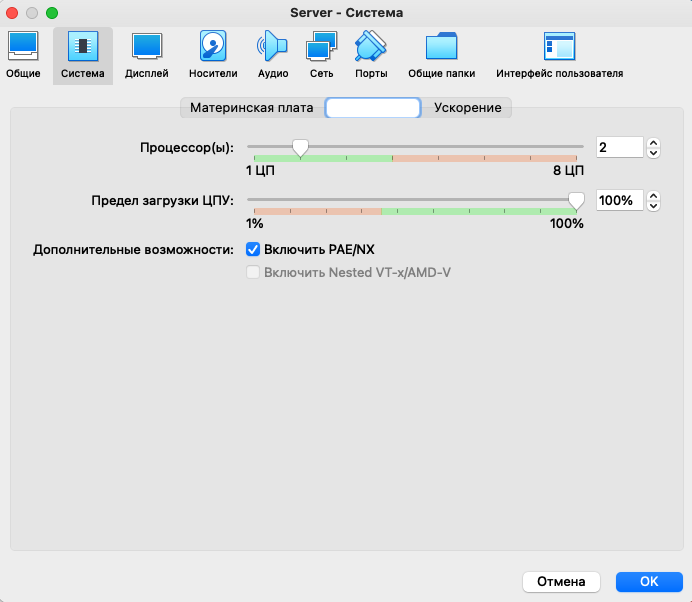 Server - Система
Общие Система Дисплей Носители Аудио Сеть Порты Общие папки Интерфейс пользователя
Материнская плата Ускорение
Процессор(ы): 2
1 ЦП 8 ЦП
Предел загрузки ЦПУ: 100%
1% 100%
Дополнительные возможности: Включить PAE/NX
Включить Nested VT-x/AMD-V
Отмена OK